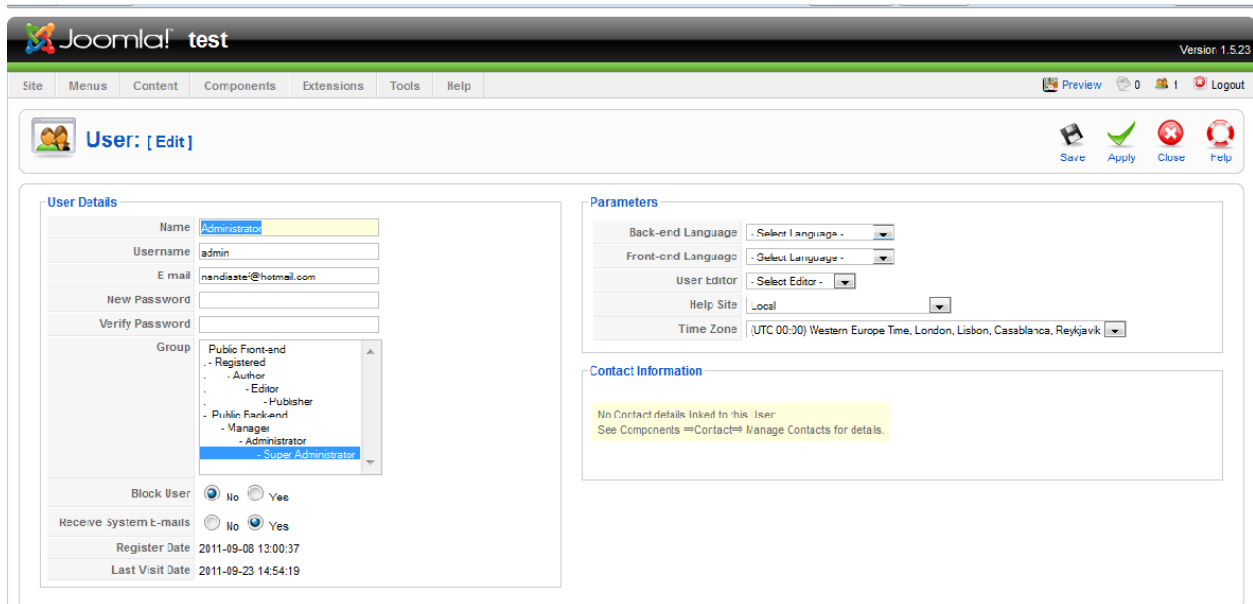 Joomla! test
Version 1.5.23
Site Menus Content Components Extensions Tools Help
Preview 0 1 Logout
User: [ Edit ]
Save Apply Close Help
User Details
Name Administrator
Username admin
E-mail @hotmail.com
New Password
Verify Password
Group Public Front-end
. - Registered
. - Author
. - Editor
. - Publisher
- Public Back-end
- Manager
- Administrator
- Super Administrator
Block User No Yes
Receive System E-mails No Yes
Register Date 2011-09-08 13:00:37
Last Visit Date 2011-09-23 14:54:19
Parameters
Back-end Language - Select Language -
Front-end Language - Select Language -
User Editor - Select Editor -
Help Site Local
Time Zone (UTC 00:00) Western Europe Time, London, Lisbon, Casablanca, Reykjavik
Contact Information
No Contact details linked to this User:
See Components ⇒Contact⇒ Manage Contacts for details.